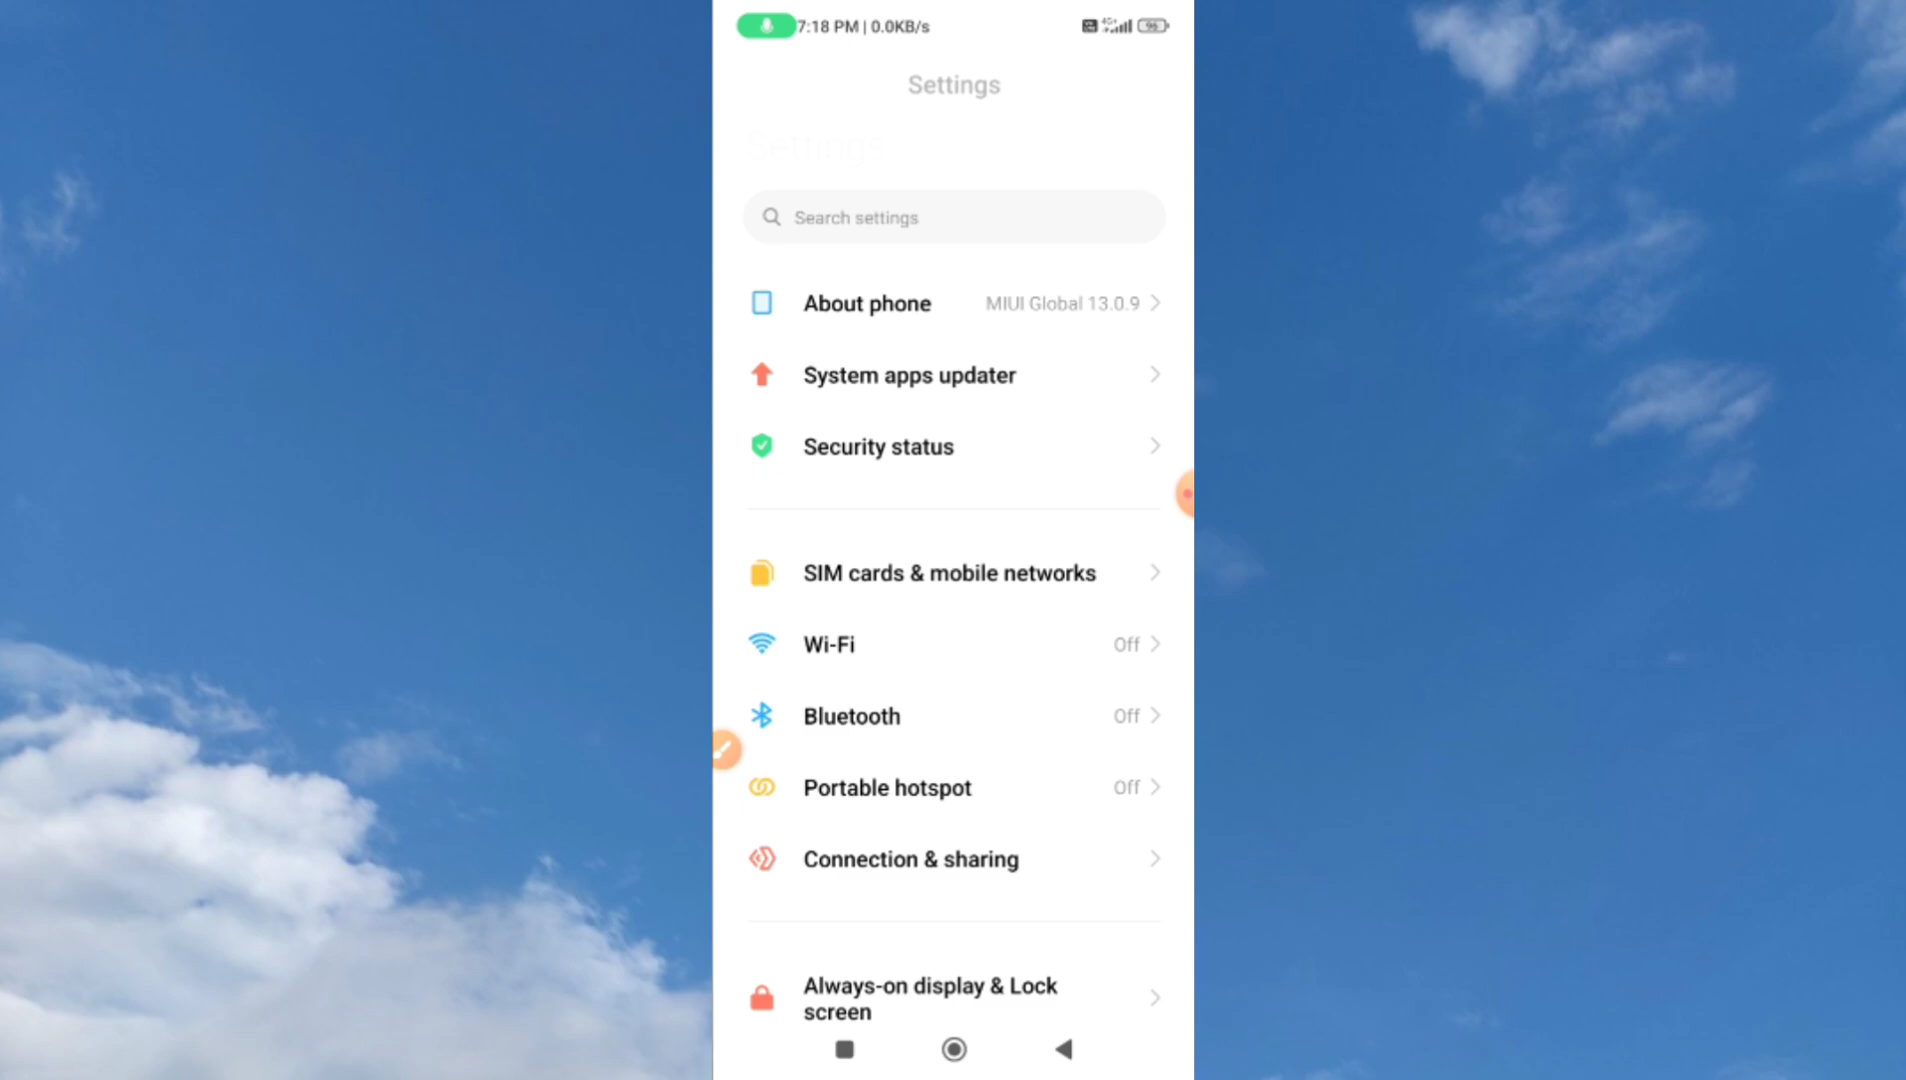 7:18 PM | 0.0KB/s 96
Settings
Settings
Search settings
About phone MIUI Global 13.0.9
System apps updater
Security status
SIM cards & mobile networks
Wi-Fi Off
Bluetooth Off
Portable hotspot Off
Connection & sharing
Always-on display & Lock
screen